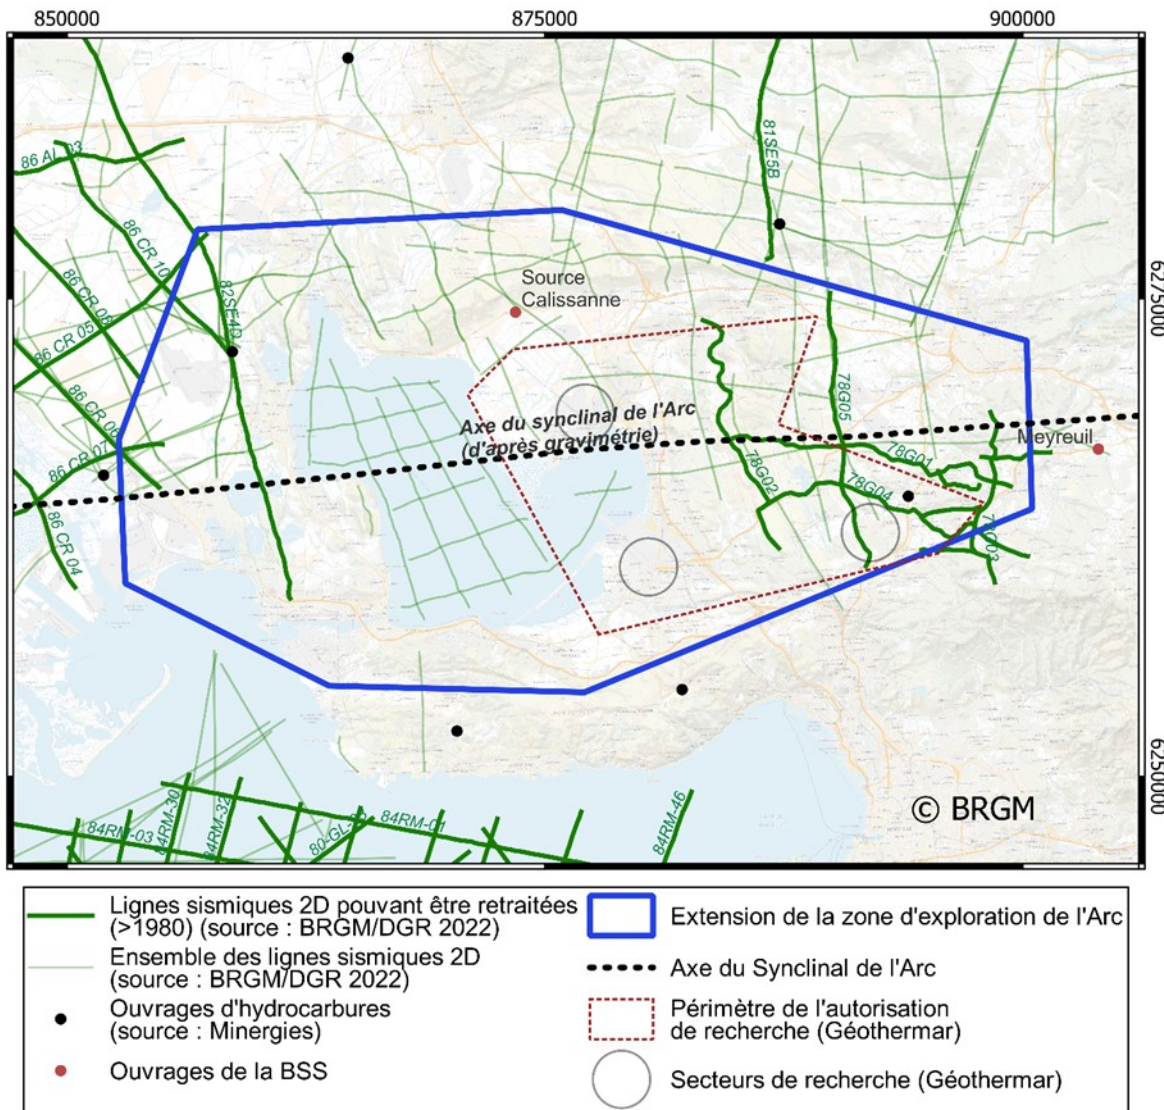 850000
875000
900000
86 AL 03
81SE5B
86 CR 10
82SE4D
86 CR 08
86 CR 05
86 CR 06
86 CR 07
86 CR 04
Source
Calissanne
6275000
Axe du synclinal de l'Arc
(d'après gravimétrie)
78G05
Meyreuil
78G01
78G02
78G04
78G03
6250000
84RM-03
84RM-30
84RM-32
84RM-01
84RM-46
© BRGM
Lignes sismiques 2D pouvant être retraitées
(>1980) (source : BRGM/DGR 2022)
Ensemble des lignes sismiques 2D
(source : BRGM/DGR 2022)
Ouvrages d'hydrocarbures
(source : Minergies)
Ouvrages de la BSS
Extension de la zone d'exploration de l'Arc
Axe du Synclinal de l'Arc
Périmètre de l'autorisation
de recherche (Géothermar)
Secteurs de recherche (Géothermar)